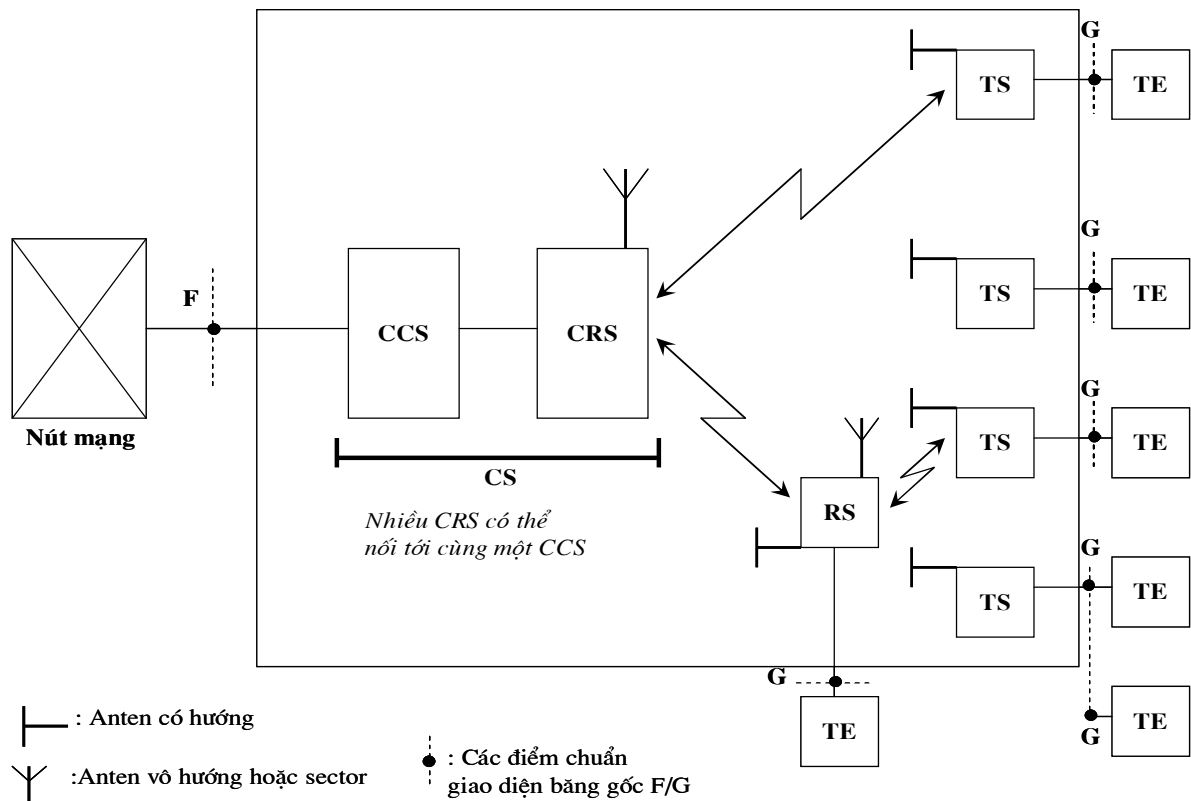 G
TS
TE
G
TS
TE
F
CCS
CRS
Nút mạng
G
TS
TE
CS
Nhiều CRS có thể
nối tới cùng một CCS
RS
G
TS
TE
G
TE
G
TE
: Anten có hướng
:Anten vô hướng hoặc sector
: Các điểm chuẩn
giao diện băng gốc F/G